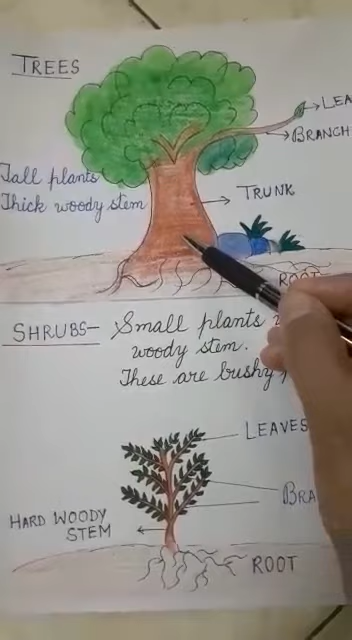 TREES
LEA
BRANCH
Tall plants
Thick woody stem
TRUNK
ROOT
SHRUBS- Small plants
woody stem.
These are bushy
LEAVES
BRA
HARD WOODY
STEM
ROOT